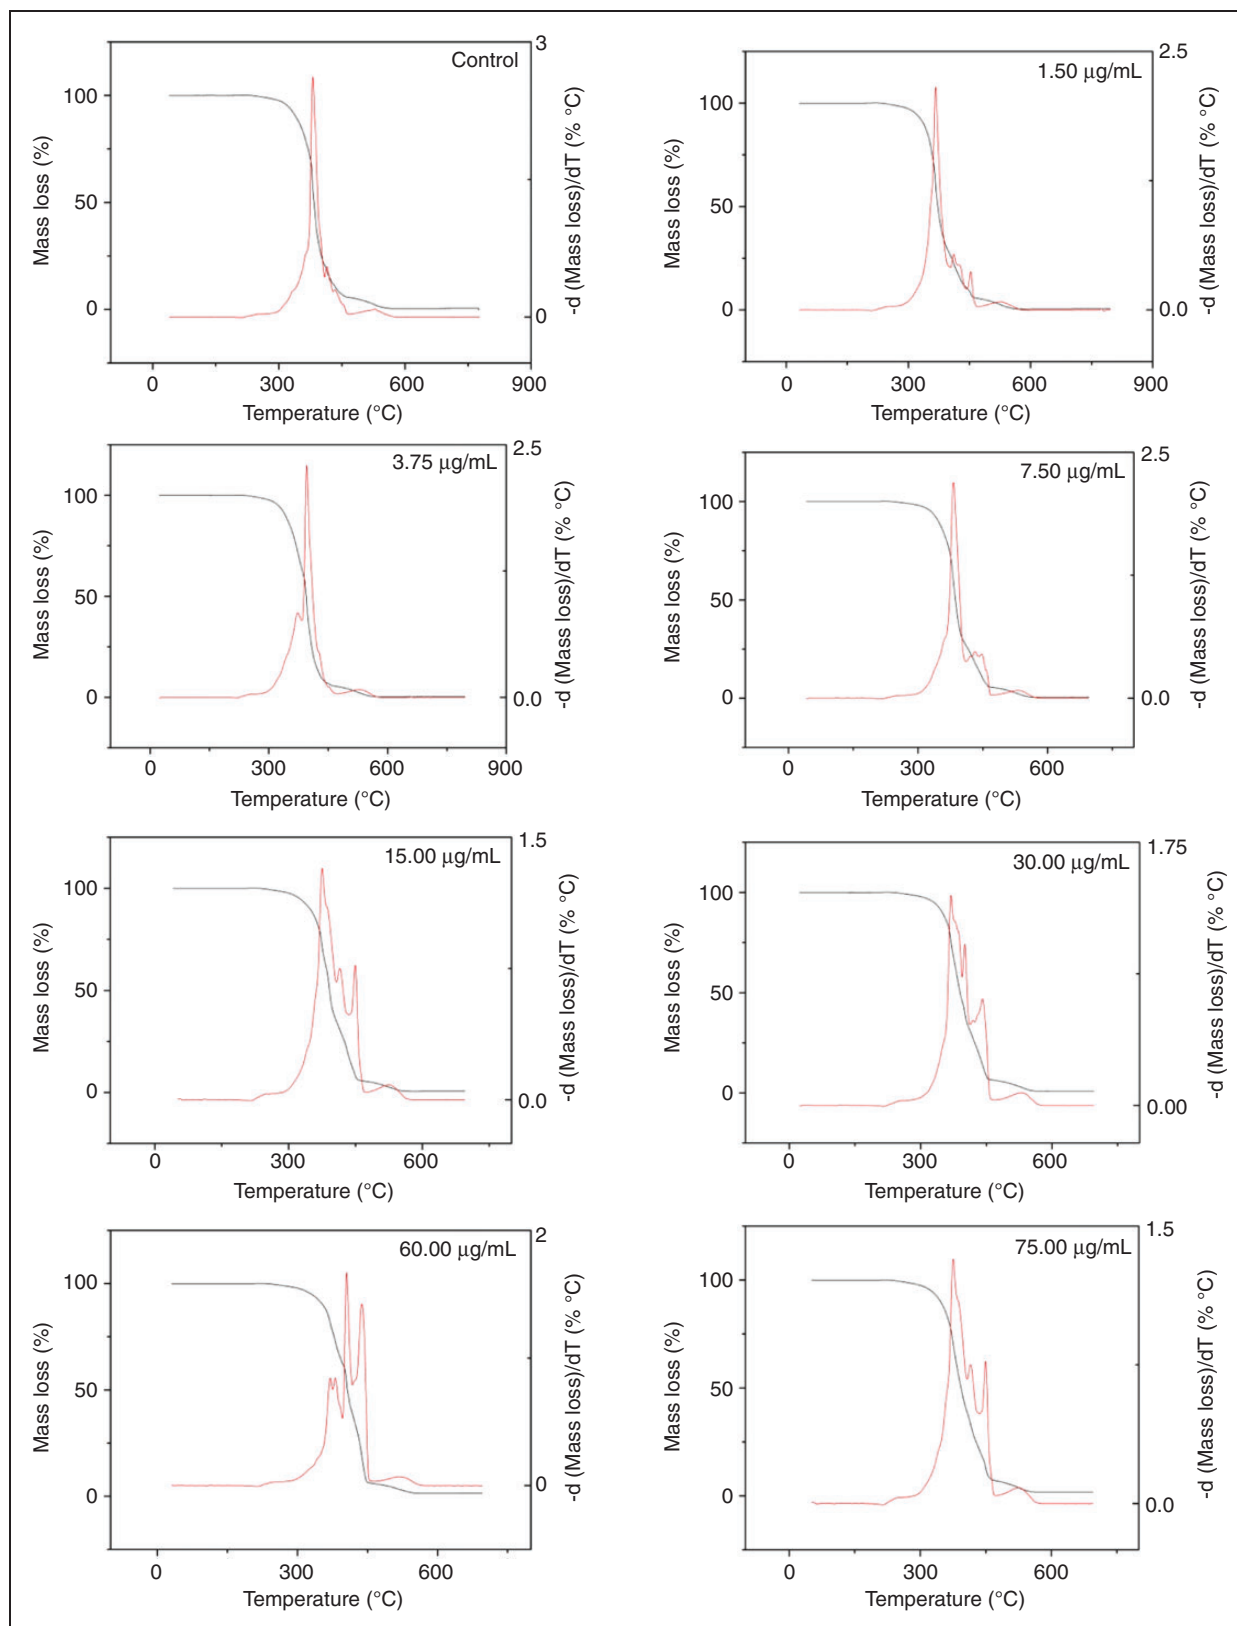 Control
Mass loss (%)
100
50
0
3
0
-d (Mass loss)/dT (% °C)
0 300 600 900
Temperature (°C)
1.50 μg/mL
Mass loss (%)
100
50
0
2.5
0.0
-d (Mass loss)/dT (% °C)
0 300 600 900
Temperature (°C)
3.75 μg/mL
Mass loss (%)
100
50
0
2.5
0.0
-d (Mass loss)/dT (% °C)
0 300 600 900
Temperature (°C)
7.50 μg/mL
Mass loss (%)
100
50
0
2.5
0.0
-d (Mass loss)/dT (% °C)
0 300 600
Temperature (°C)
15.00 μg/mL
Mass loss (%)
100
50
0
1.5
0.0
-d (Mass loss)/dT (% °C)
0 300 600
Temperature (°C)
30.00 μg/mL
Mass loss (%)
100
50
0
1.75
0.00
-d (Mass loss)/dT (% °C)
0 300 600
Temperature (°C)
60.00 μg/mL
Mass loss (%)
100
50
0
2
0
-d (Mass loss)/dT (% °C)
0 300 600
Temperature (°C)
75.00 μg/mL
Mass loss (%)
100
50
0
1.5
0.0
-d (Mass loss)/dT (% °C)
0 300 600
Temperature (°C)